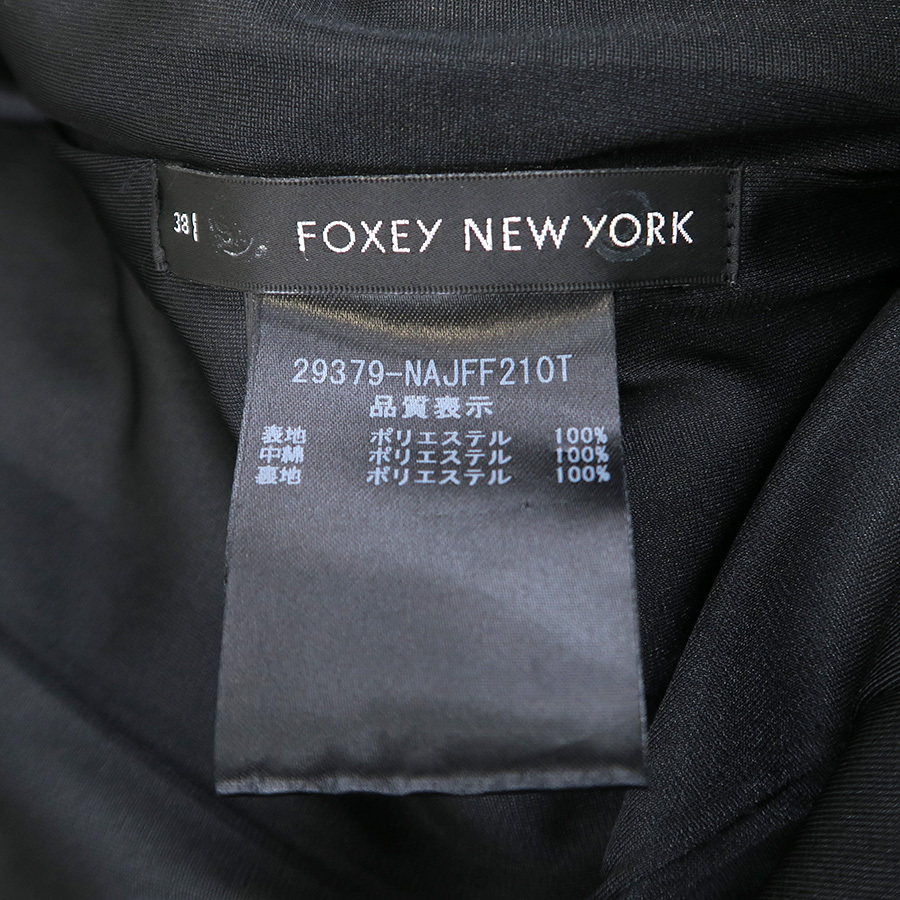 38
FOXEY NEW YORK
29379-NAJFF210T
品質表示
表地 ポリエステル 100%
中綿 ポリエステル 100%
裏地 ポリエステル 100%